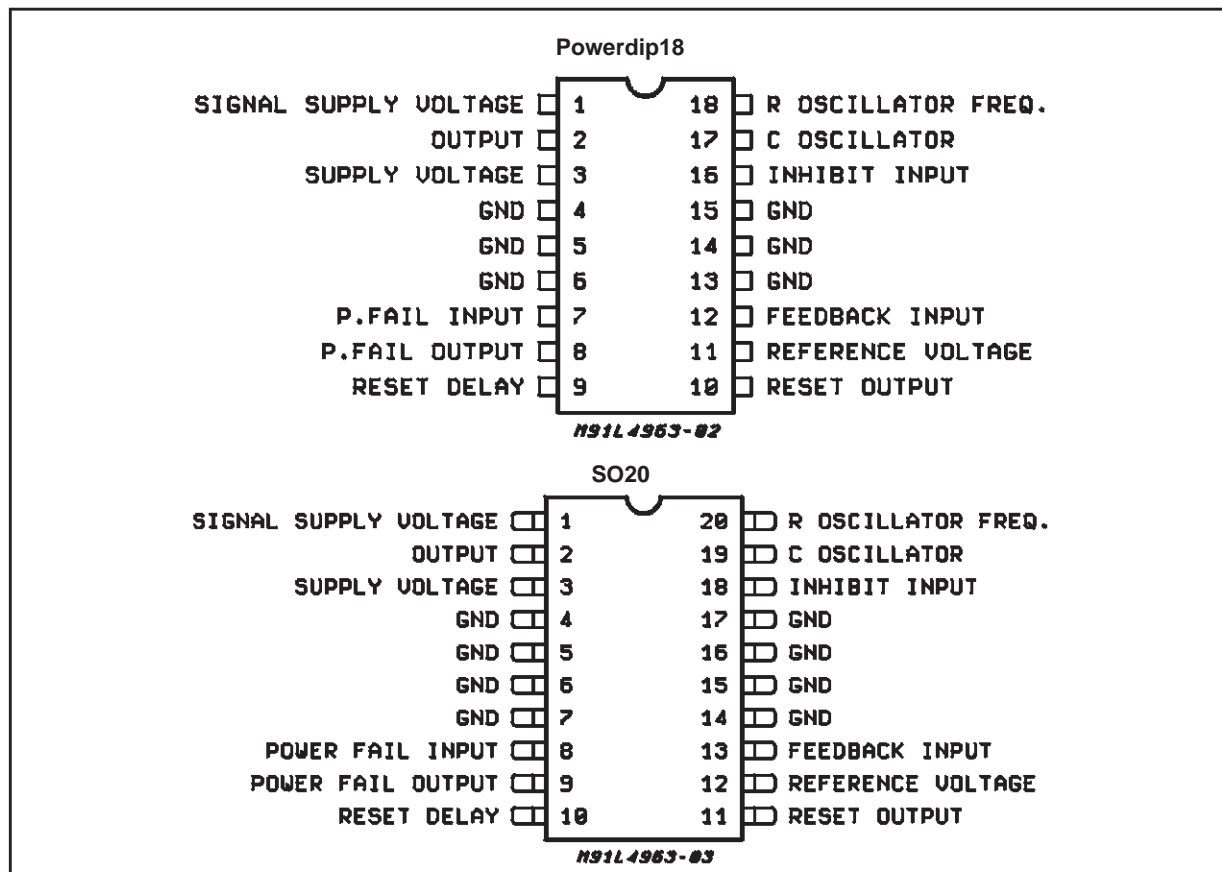 Powerdip18
SIGNAL SUPPLY VOLTAGE 1 18 R OSCILLATOR FREQ.
OUTPUT 2 17 C OSCILLATOR
SUPPLY VOLTAGE 3 16 INHIBIT INPUT
GND 4 15 GND
GND 5 14 GND
GND 6 13 GND
P.FAIL INPUT 7 12 FEEDBACK INPUT
P.FAIL OUTPUT 8 11 REFERENCE VOLTAGE
RESET DELAY 9 10 RESET OUTPUT
M91L4963-02
SO20
SIGNAL SUPPLY VOLTAGE 1 20 R OSCILLATOR FREQ.
OUTPUT 2 19 C OSCILLATOR
SUPPLY VOLTAGE 3 18 INHIBIT INPUT
GND 4 17 GND
GND 5 16 GND
GND 6 15 GND
GND 7 14 GND
POWER FAIL INPUT 8 13 FEEDBACK INPUT
POWER FAIL OUTPUT 9 12 REFERENCE VOLTAGE
RESET DELAY 10 11 RESET OUTPUT
M91L4963-03